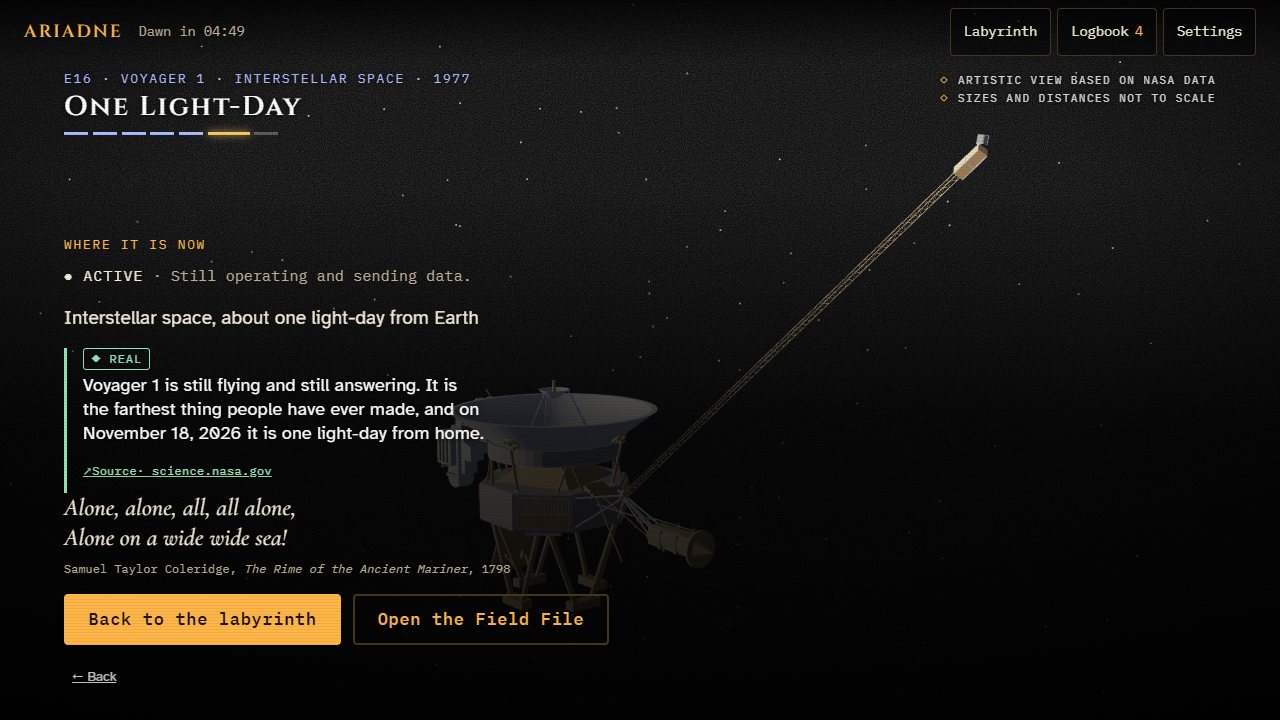 ARIADNE Dawn in 04:49 Labyrinth Logbook 4 Settings
E16 · VOYAGER 1 · INTERSTELLAR SPACE · 1977
One Light-Day
◇ ARTISTIC VIEW BASED ON NASA DATA
◇ SIZES AND DISTANCES NOT TO SCALE
WHERE IT IS NOW
● ACTIVE · Still operating and sending data.
Interstellar space, about one light-day from Earth
◆ REAL
Voyager 1 is still flying and still answering. It is
the farthest thing people have ever made, and on
November 18, 2026 it is one light-day from home.
↗Source· science.nasa.gov
Alone, alone, all, all alone,
Alone on a wide wide sea!
Samuel Taylor Coleridge, The Rime of the Ancient Mariner, 1798
Back to the labyrinth Open the Field File
← Back